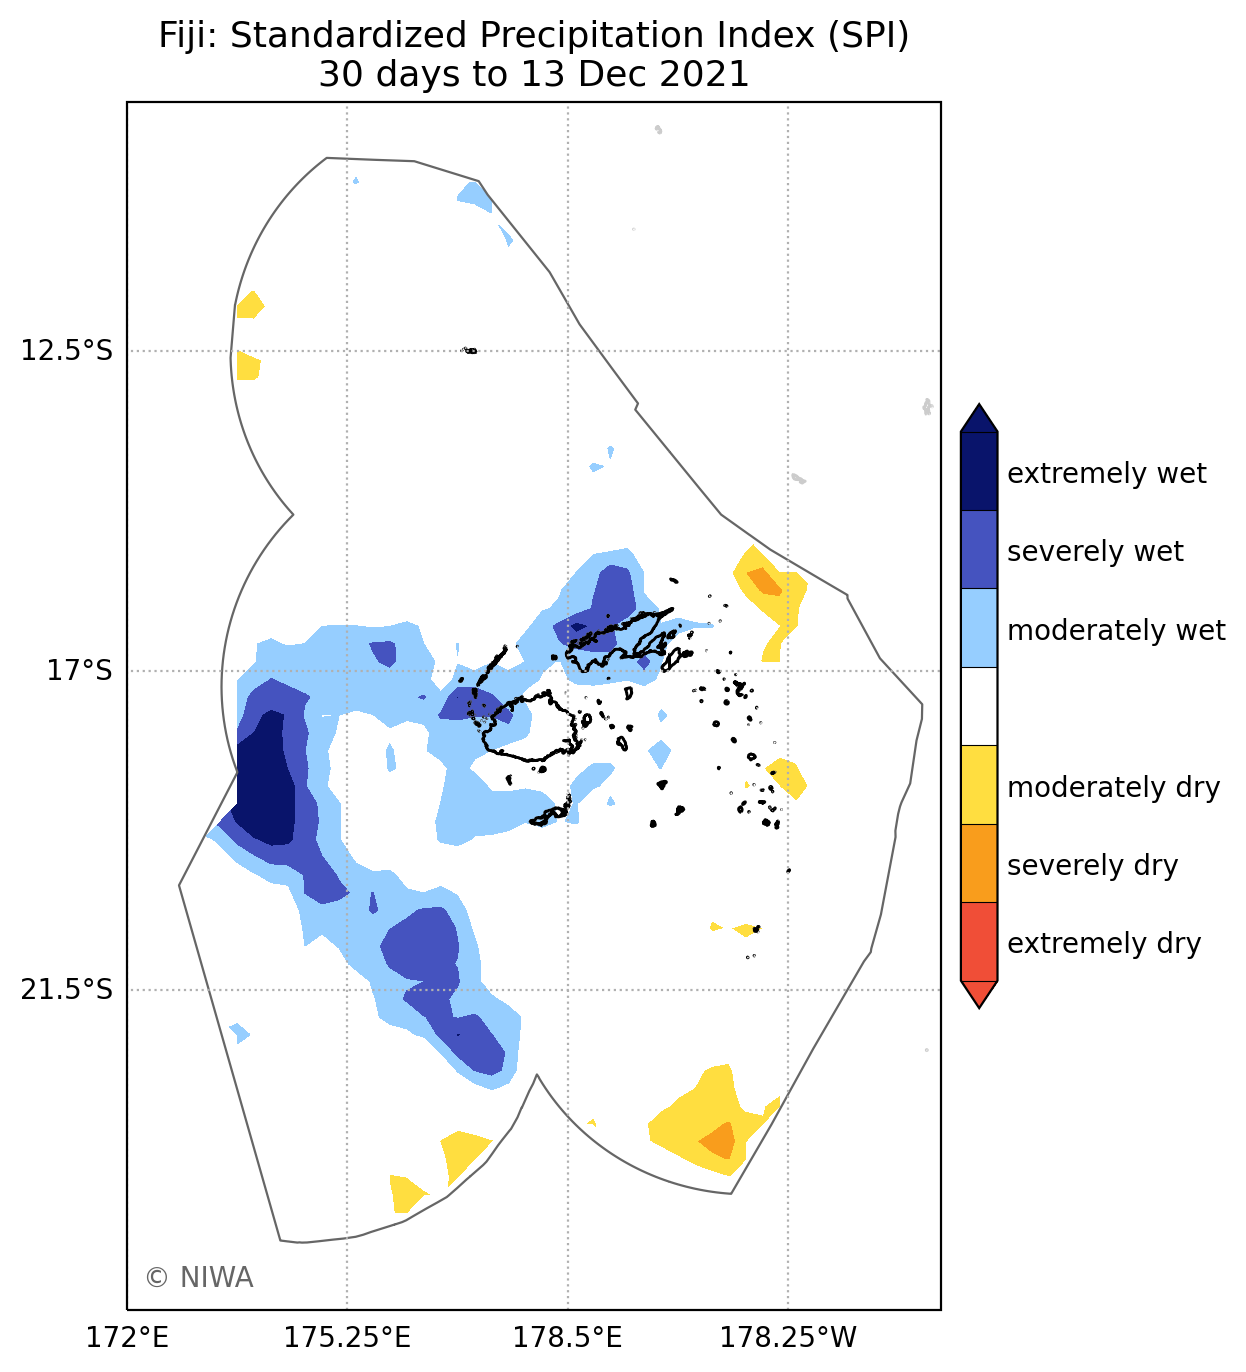 Fiji: Standardized Precipitation Index (SPI)
30 days to 13 Dec 2021
12.5°S
17°S
21.5°S
172°E
175.25°E
178.5°E
178.25°W
extremely wet
severely wet
moderately wet
moderately dry
severely dry
extremely dry
© NIWA